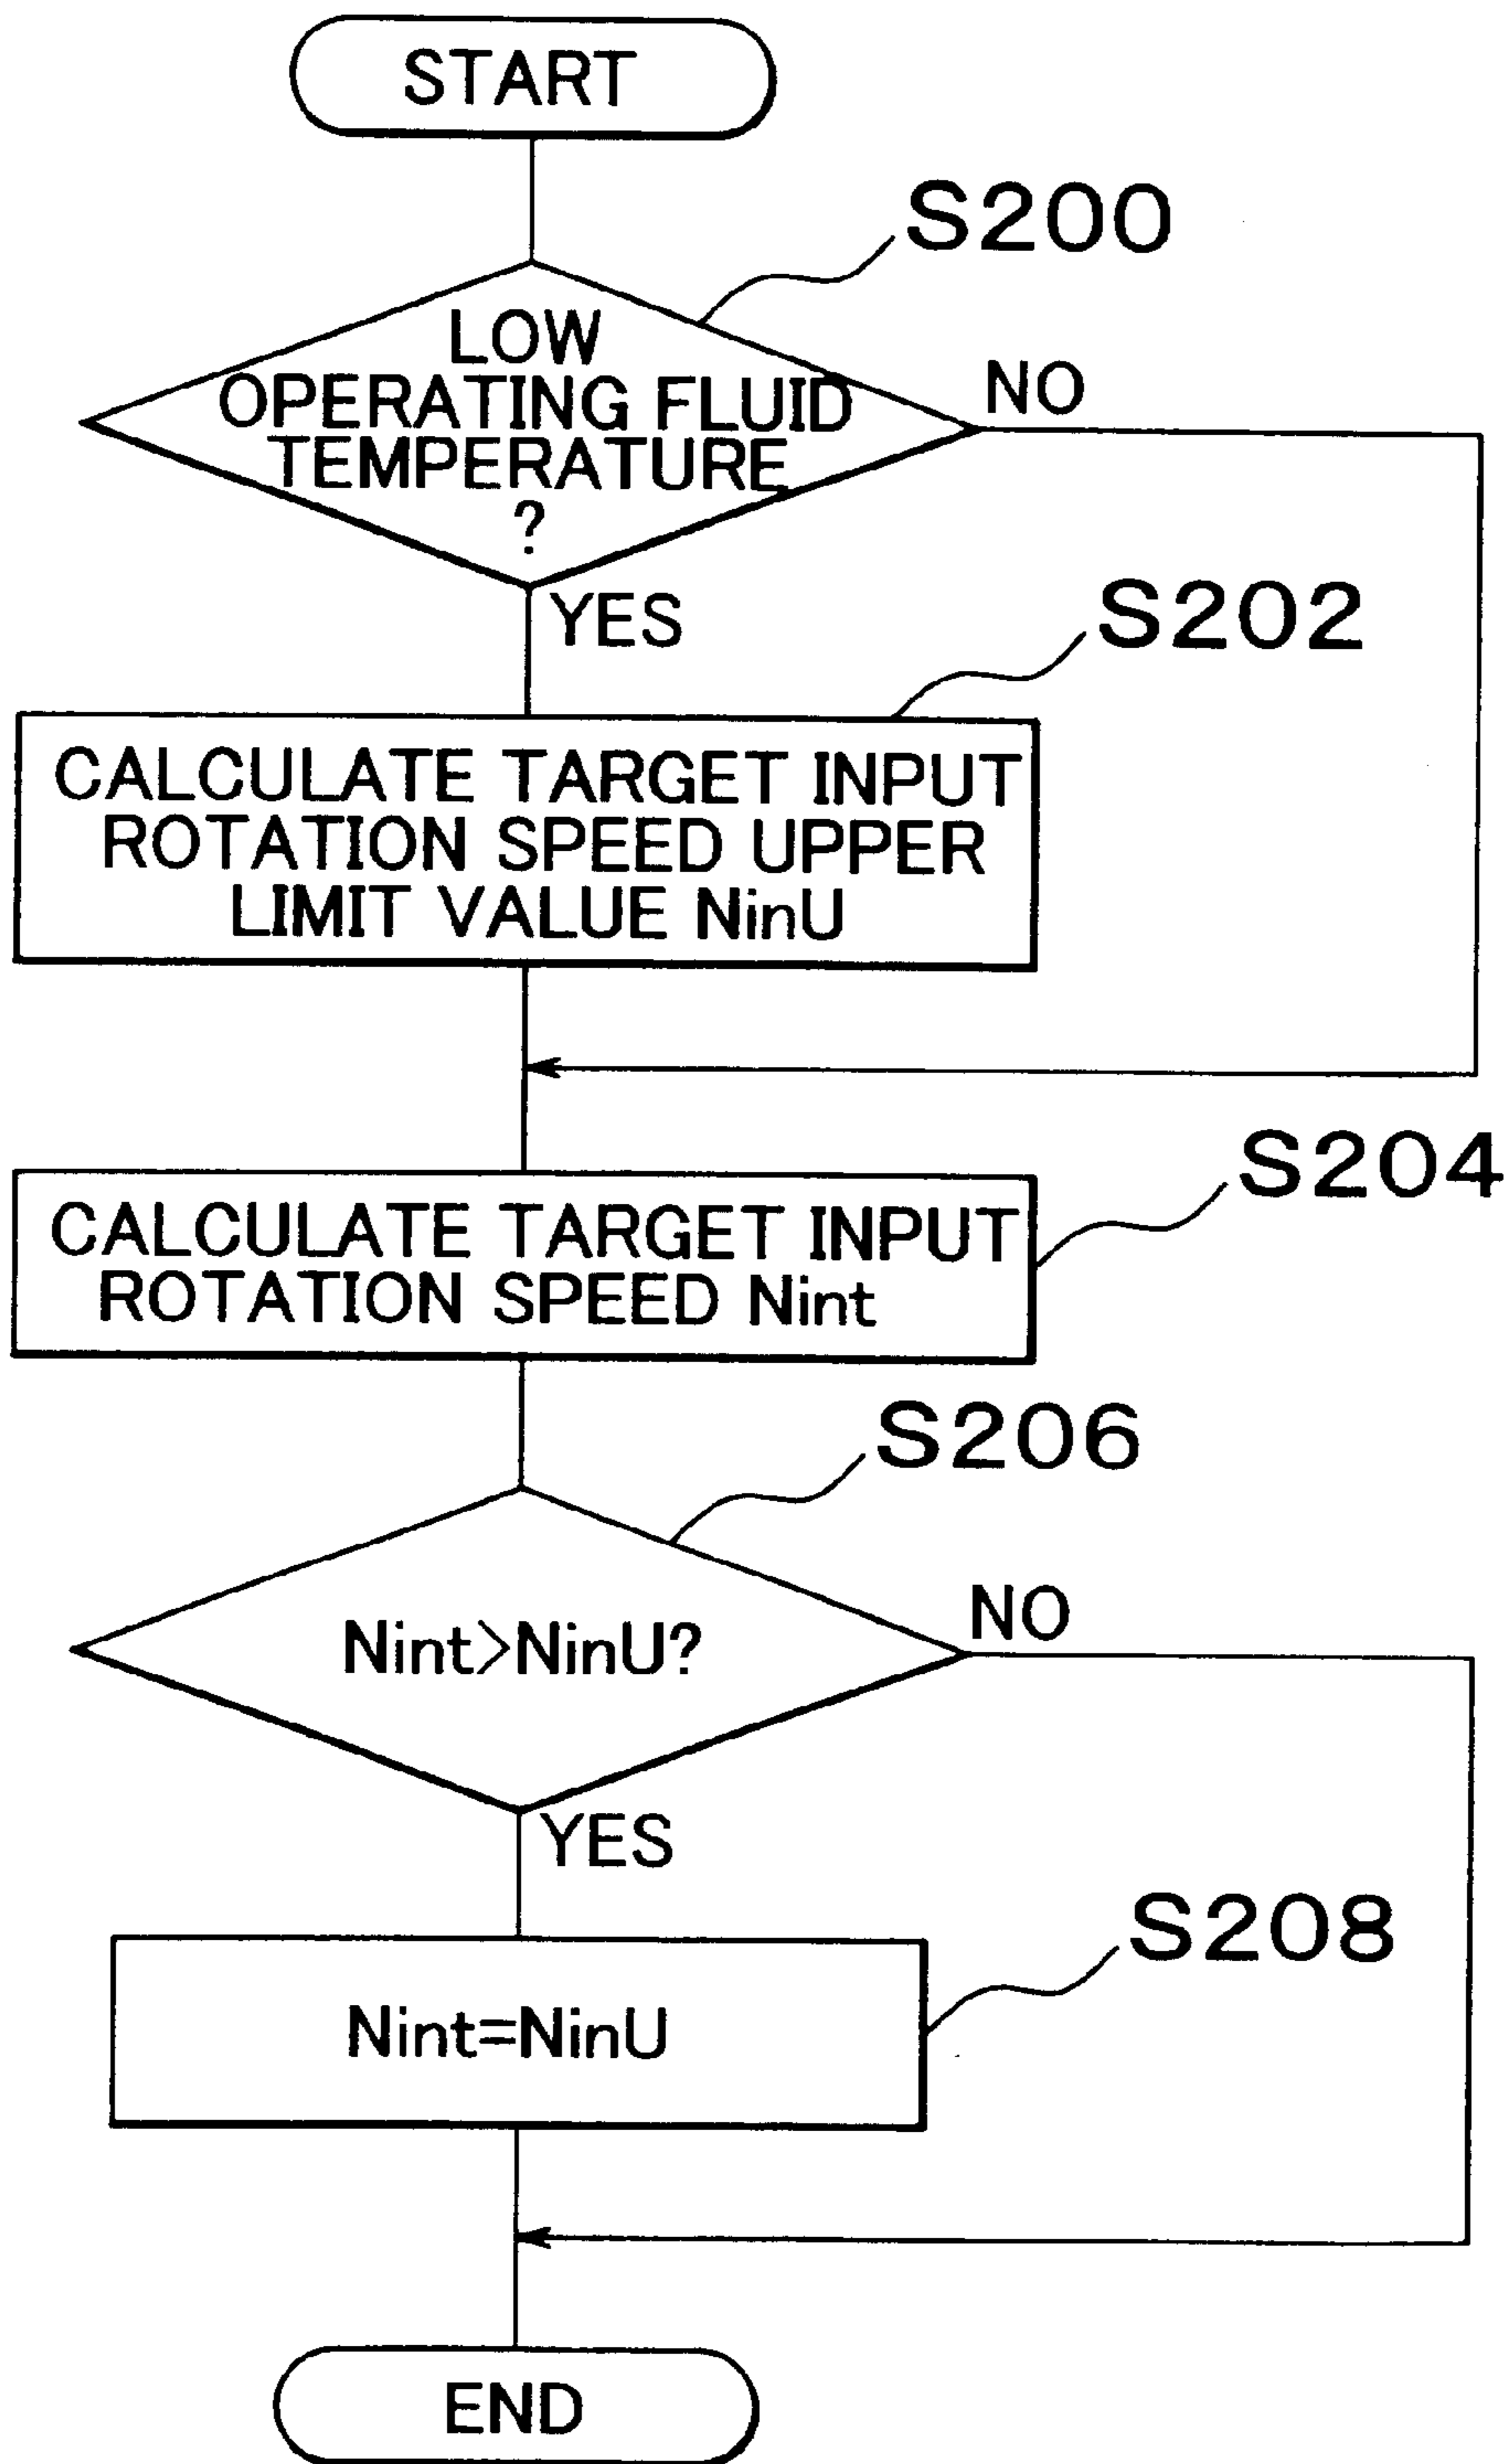 START
S200
LOW
OPERATING FLUID
TEMPERATURE
?
NO
YES
S202
CALCULATE TARGET INPUT
ROTATION SPEED UPPER
LIMIT VALUE NinU
S204
CALCULATE TARGET INPUT
ROTATION SPEED Nint
S206
Nint>NinU?
NO
YES
S208
Nint=NinU
END